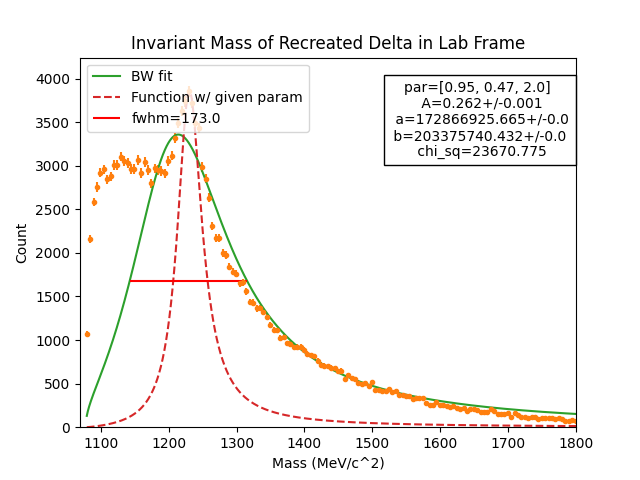 Invariant Mass of Recreated Delta in Lab Frame
BW fit
Function w/ given param
fwhm=173.0
par=[0.95, 0.47, 2.0]
A=0.262+/-0.001
a=172866925.665+/-0.0
b=203375740.432+/-0.0
chi_sq=23670.775
Count
4000
3500
3000
2500
2000
1500
1000
500
0
1100 1200 1300 1400 1500 1600 1700 1800
Mass (MeV/c^2)